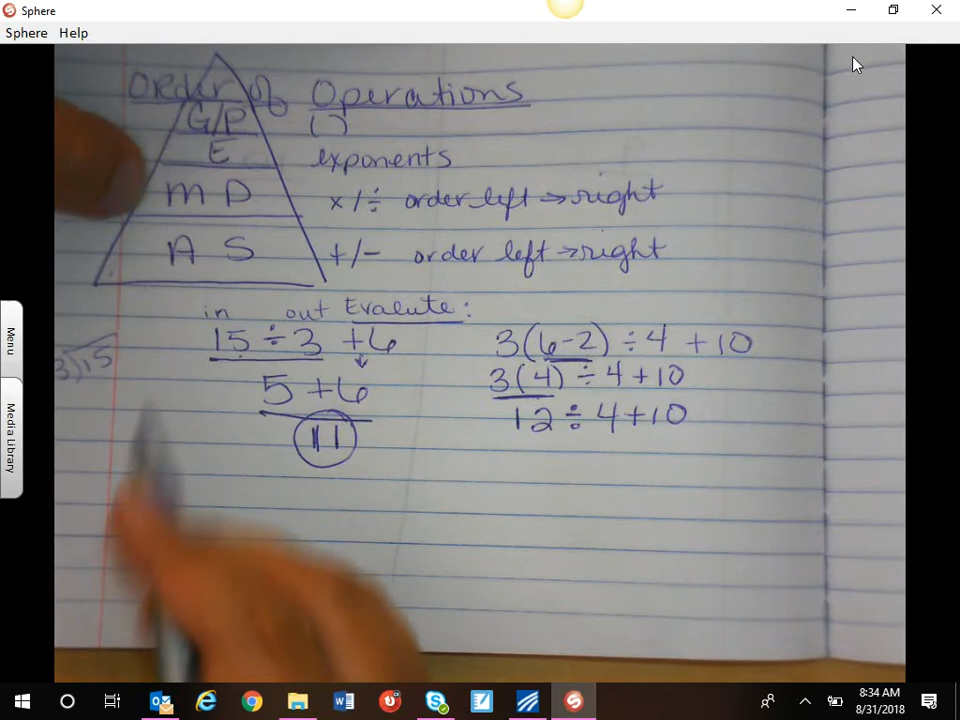 Sphere
Sphere Help
Order of Operations
G/P ( )
E exponents
M D x/÷ order left → right
A S +/- order left → right
in out Evalute:
15 ÷ 3 +6
3)15
5 +6
11
3(6-2) ÷ 4 +10
3(4) ÷ 4 +10
12 ÷ 4 +10
Menu
Media Library
8:34 AM
8/31/2018